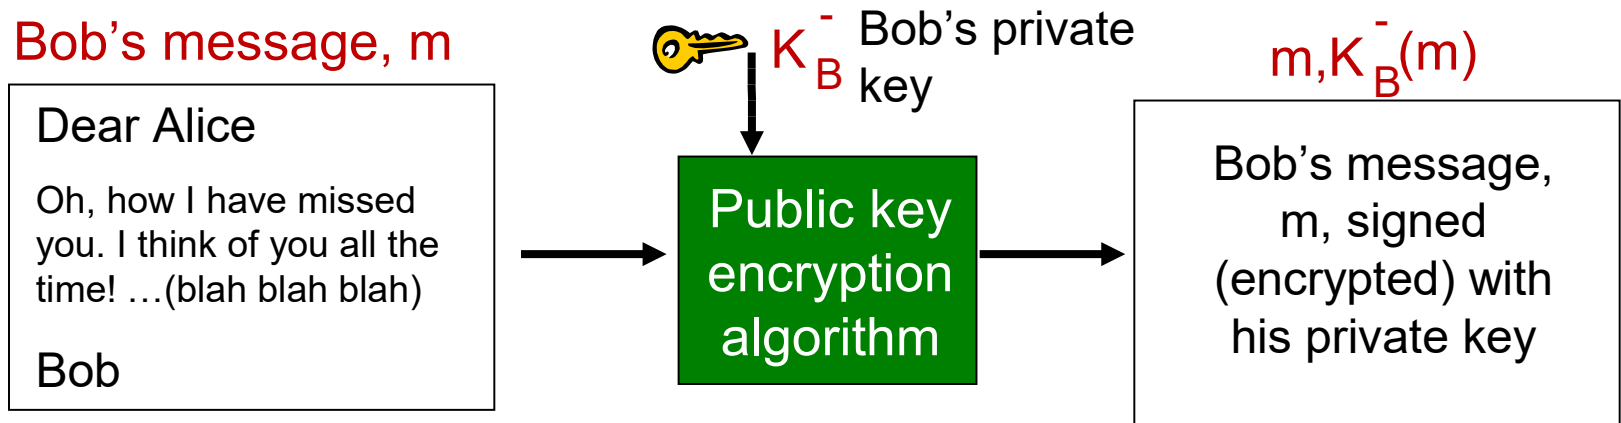 Bob’s message, m
Dear Alice
Oh, how I have missed
you. I think of you all the
time! …(blah blah blah)
Bob
K
-
B
Bob’s private
key
Public key
encryption
algorithm
m,K
-
B
(m)
Bob’s message,
m, signed
(encrypted) with
his private key